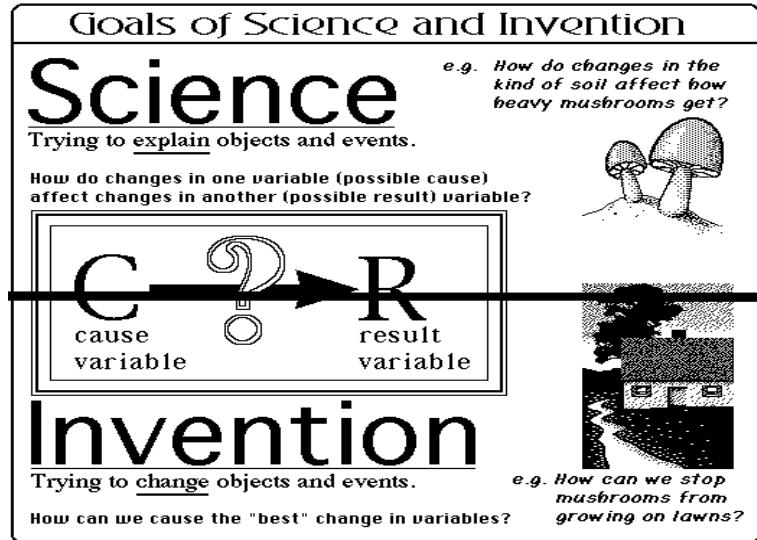 Goals of Science and Invention
Science
Trying to explain objects and events.
e.g. How do changes in the
kind of soil affect how
heavy mushrooms get?
How do changes in one variable (possible cause)
affect changes in another (possible result) variable?
C ? R
cause result
variable variable
Invention
Trying to change objects and events.
How can we cause the "best" change in variables?
e.g. How can we stop
mushrooms from
growing on lawns?